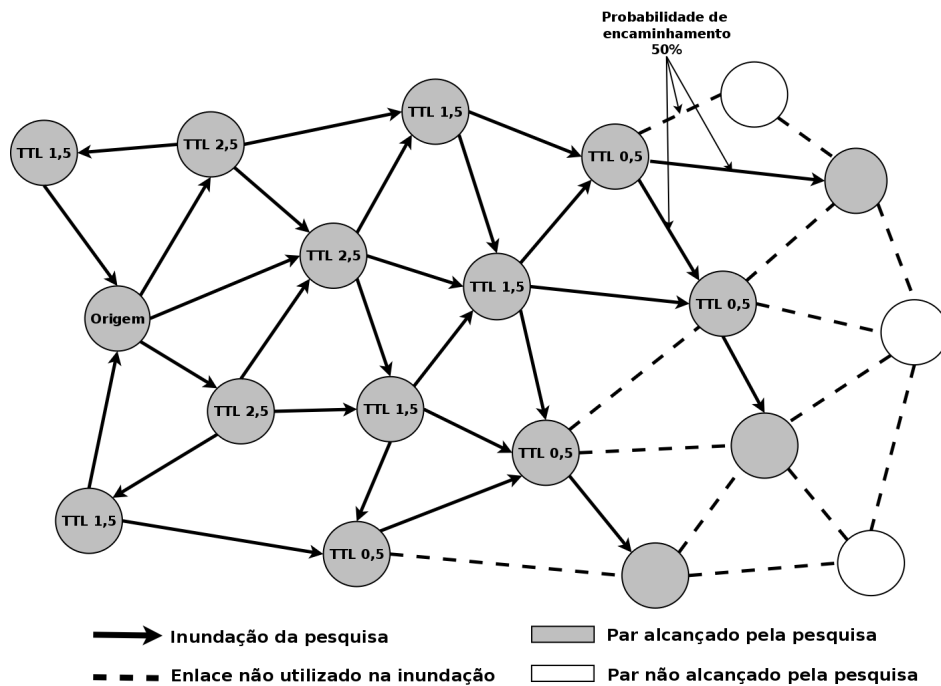 Probabilidade de
encaminhamento
50%
TTL 1,5
TTL 1,5
TTL 2,5
TTL 0,5
TTL 2,5
TTL 1,5
TTL 0,5
Origem
TTL 2,5
TTL 1,5
TTL 0,5
TTL 1,5
TTL 0,5
Inundação da pesquisa
Par alcançado pela pesquisa
Enlace não utilizado na inundação
Par não alcançado pela pesquisa